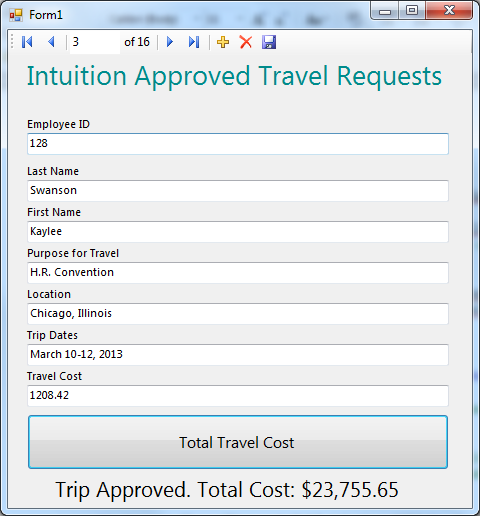 Form1
3 of 16
Intuition Approved Travel Requests
Employee ID
128
Last Name
Swanson
First Name
Kaylee
Purpose for Travel
H.R. Convention
Location
Chicago, Illinois
Trip Dates
March 10-12, 2013
Travel Cost
1208.42
Total Travel Cost
Trip Approved. Total Cost: $23,755.65